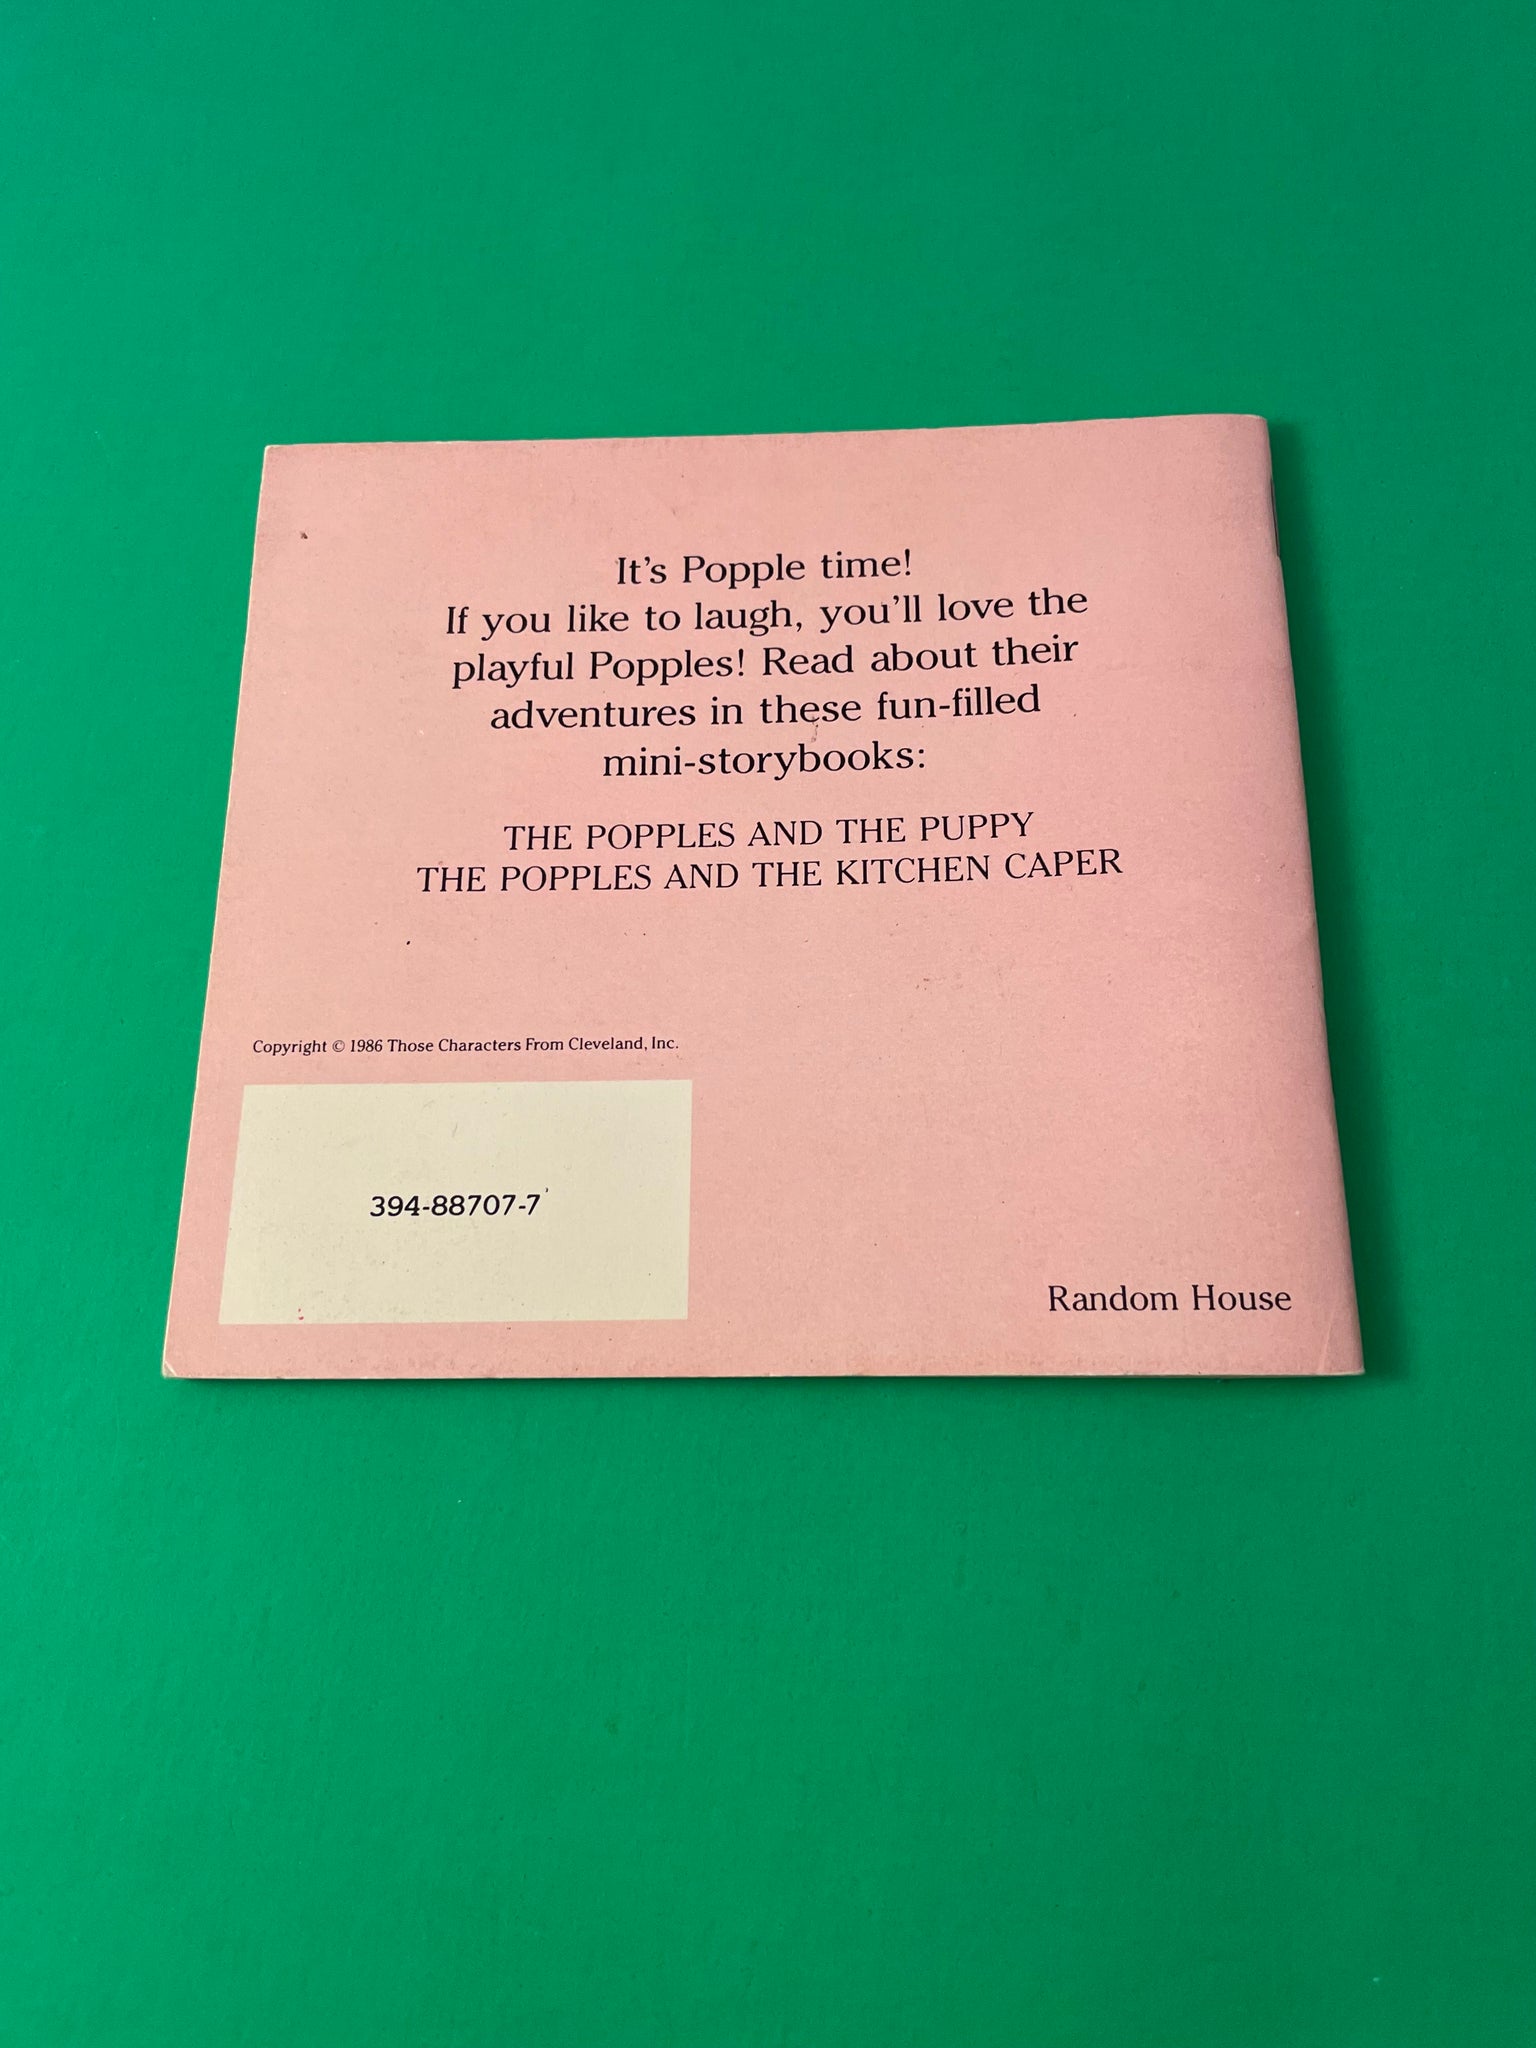 It's Popple time!
If you like to laugh, you'll love the
playful Popples! Read about their
adventures in these fun-filled
mini-storybooks:
THE POPPLES AND THE PUPPY
THE POPPLES AND THE KITCHEN CAPER
Copyright © 1986 Those Characters From Cleveland, Inc.
394-88707-7
Random House